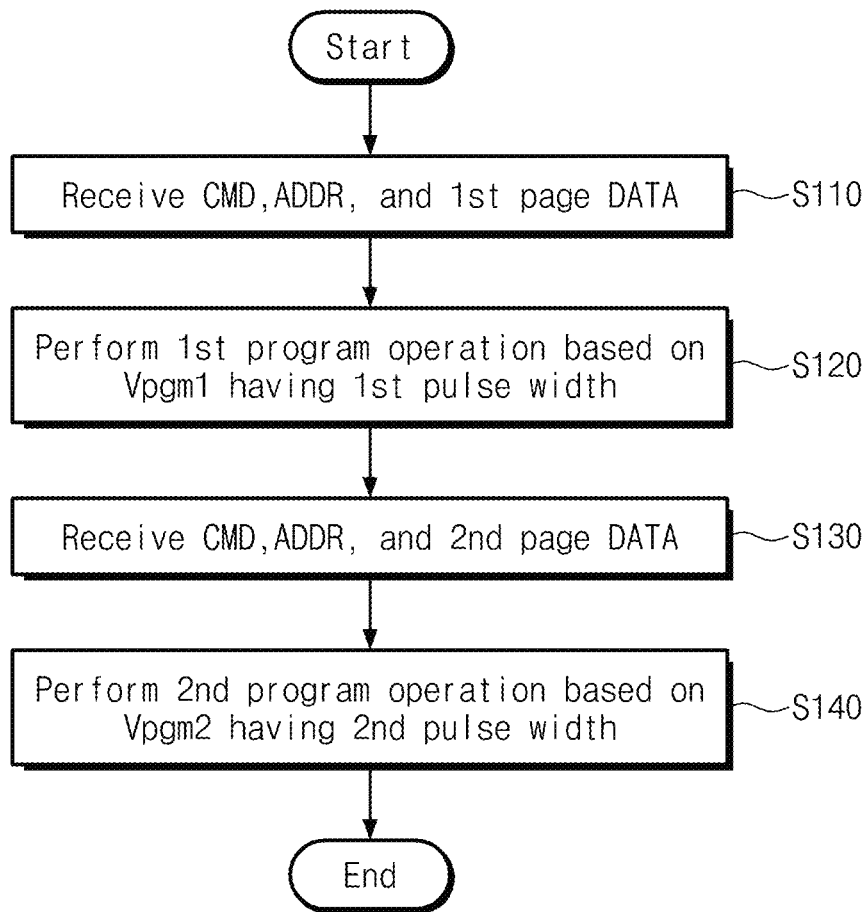 Start
Receive CMD,ADDR, and 1st page DATA
S110
Perform 1st program operation based on
Vpgm1 having 1st pulse width
S120
Receive CMD,ADDR, and 2nd page DATA
S130
Perform 2nd program operation based on
Vpgm2 having 2nd pulse width
S140
End